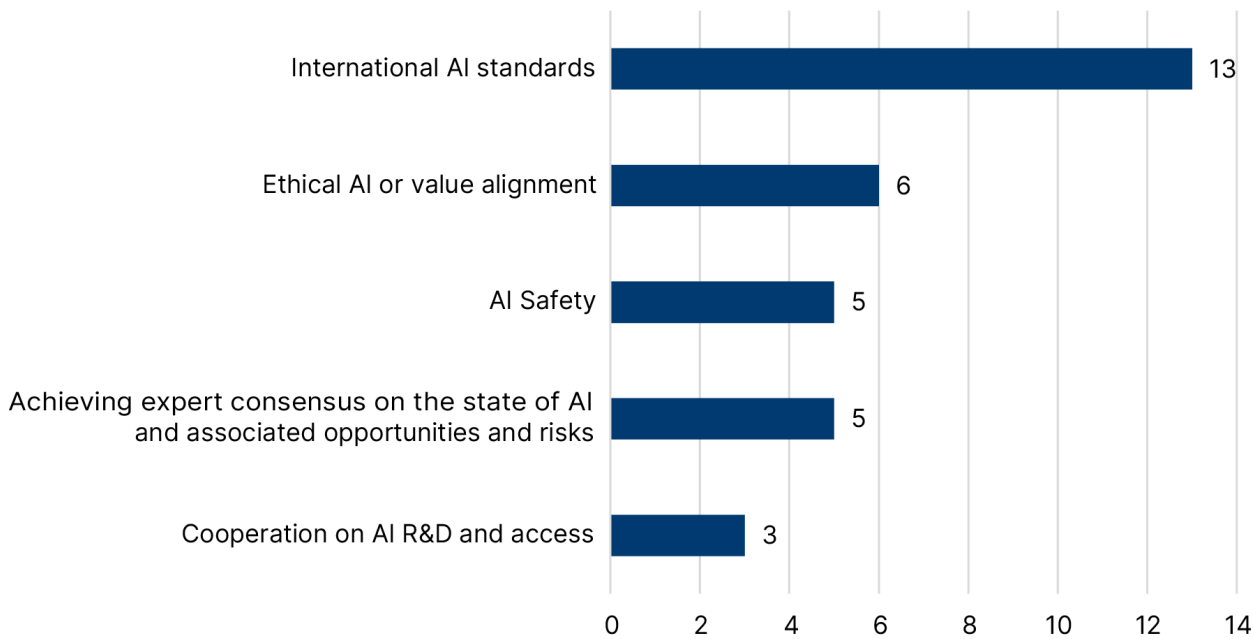 International AI standards
13
Ethical AI or value alignment
6
AI Safety
5
Achieving expert consensus on the state of AI
and associated opportunities and risks
5
Cooperation on AI R&D and access
3
0 2 4 6 8 10 12 14